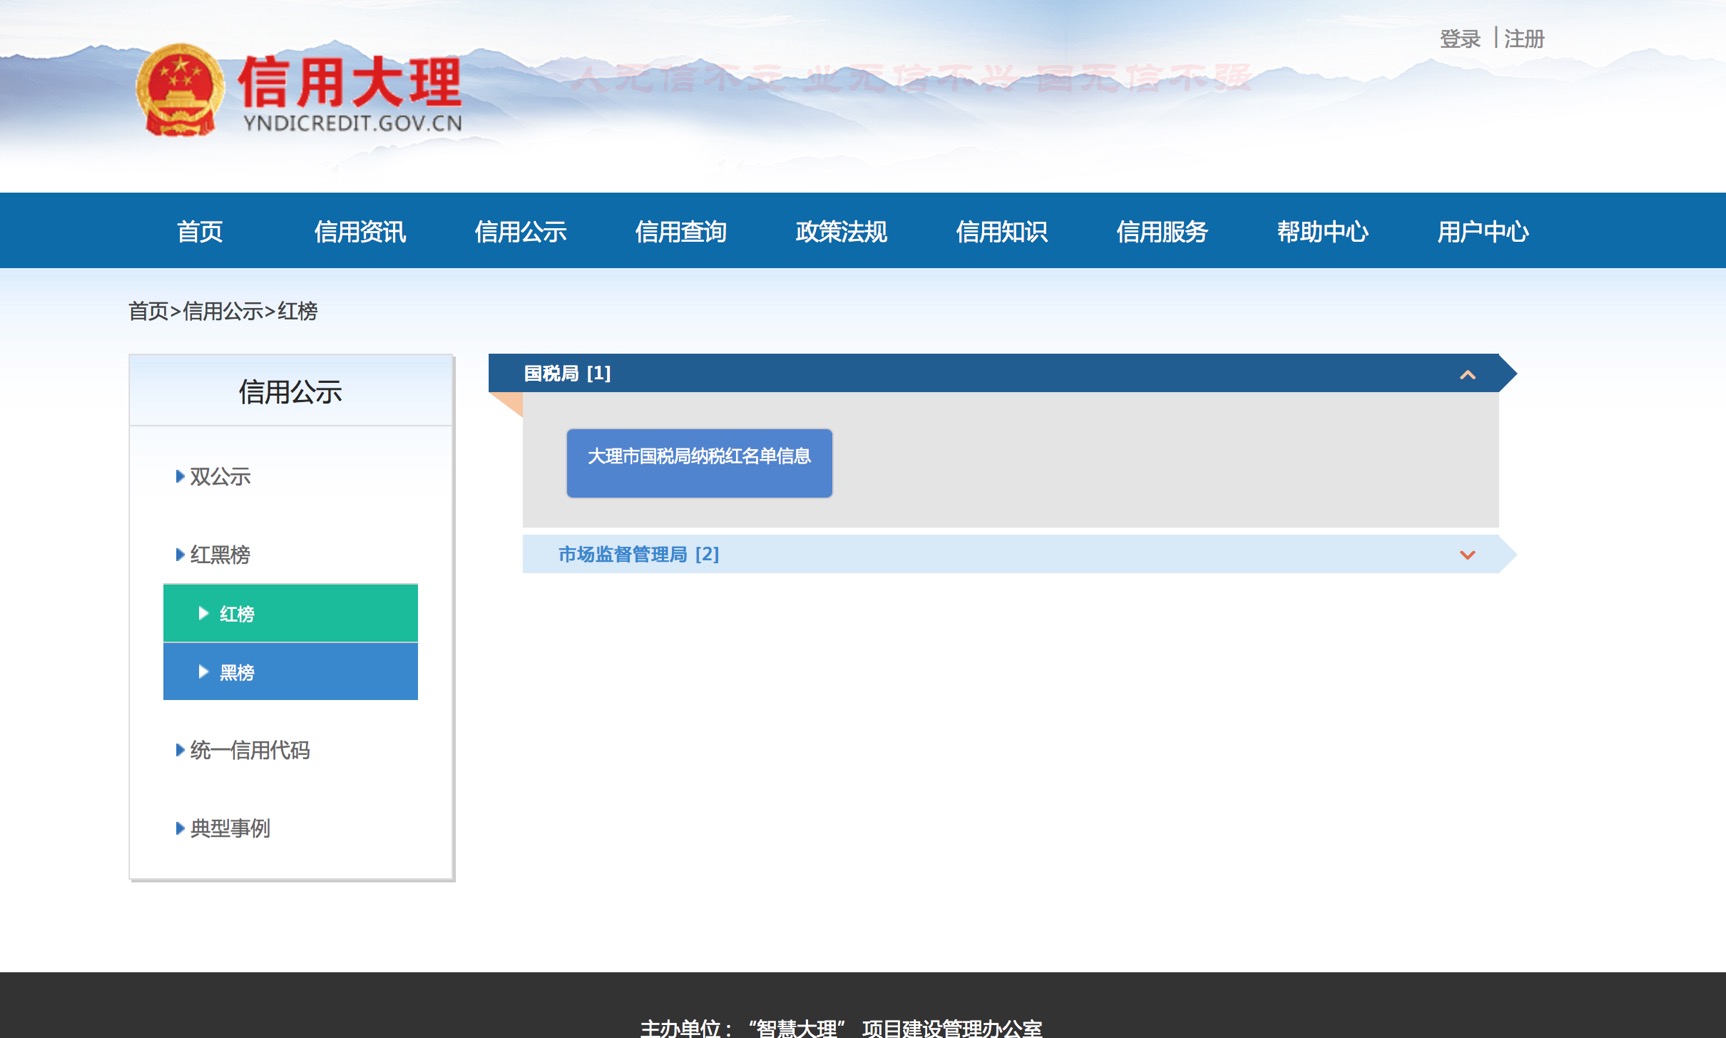 登录 | 注册
信用大理
YNDICREDIT.GOV.CN
人无信不立 业无信不兴 国无信不强
首页 信用资讯 信用公示 信用查询 政策法规 信用知识 信用服务 帮助中心 用户中心
首页>信用公示>红榜
信用公示
双公示
红黑榜
红榜
黑榜
统一信用代码
典型事例
国税局 [1]
大理市国税局纳税红名单信息
市场监督管理局 [2]
主办单位：“智慧大理” 项目建设管理办公室